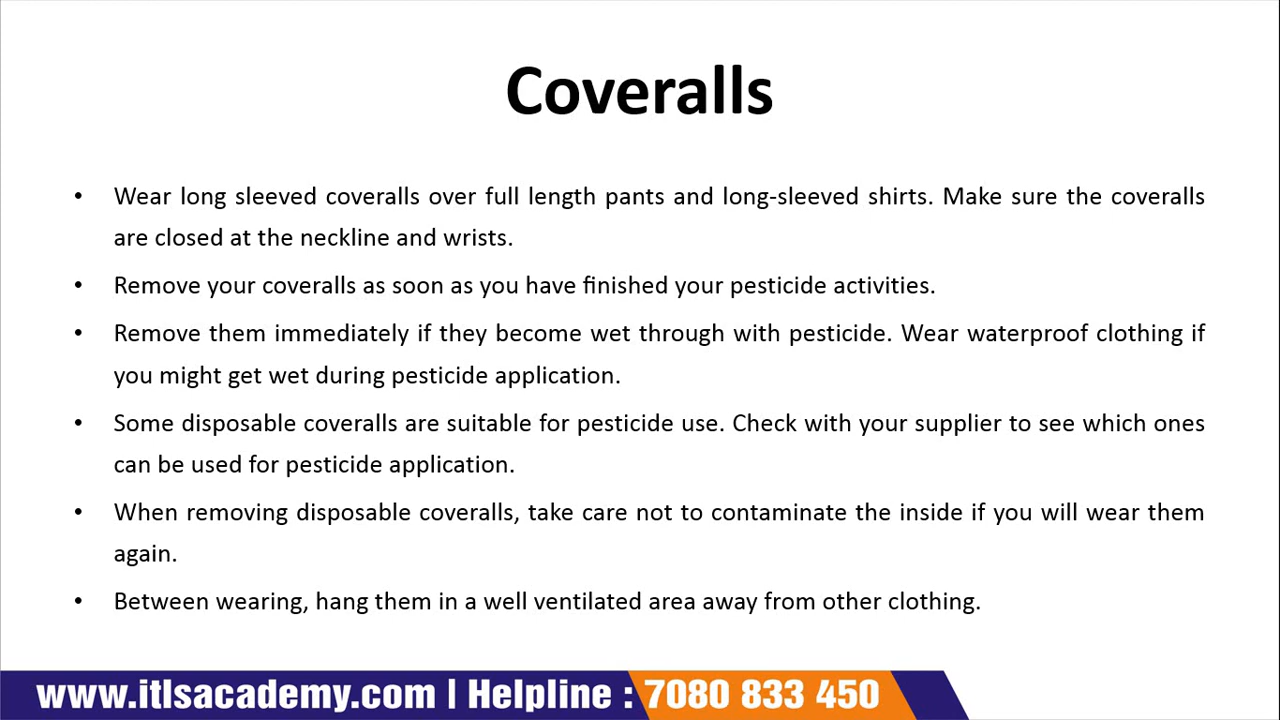 Coveralls
• Wear long sleeved coveralls over full length pants and long-sleeved shirts. Make sure the coveralls
are closed at the neckline and wrists.
• Remove your coveralls as soon as you have finished your pesticide activities.
• Remove them immediately if they become wet through with pesticide. Wear waterproof clothing if
you might get wet during pesticide application.
• Some disposable coveralls are suitable for pesticide use. Check with your supplier to see which ones
can be used for pesticide application.
• When removing disposable coveralls, take care not to contaminate the inside if you will wear them
again.
• Between wearing, hang them in a well ventilated area away from other clothing.
www.itlsacademy.com | Helpline : 7080 833 450